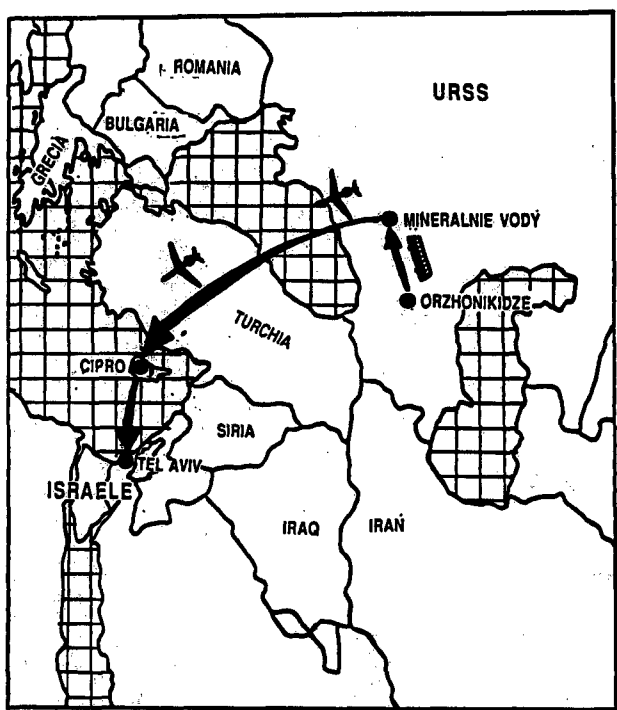 ROMANIA
URSS
BULGARIA
GRECIA
MINERALNIE VODY
ORZHONIKIDZE
TURCHIA
CIPRO
SIRIA
TEL AVIV
ISRAELE
IRAQ
IRAN